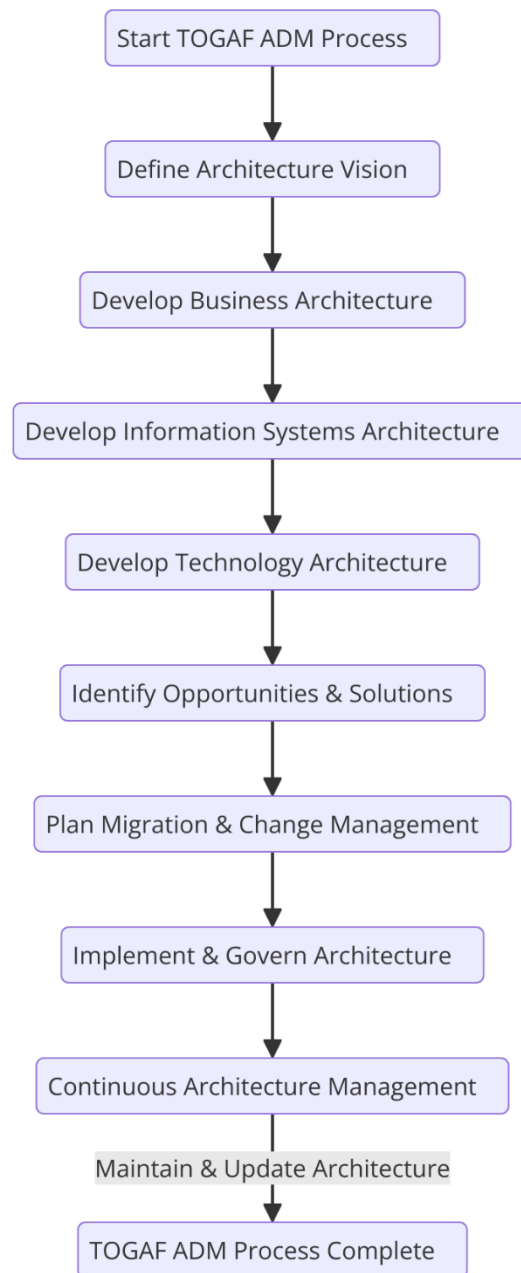 Start TOGAF ADM Process
Define Architecture Vision
Develop Business Architecture
Develop Information Systems Architecture
Develop Technology Architecture
Identify Opportunities & Solutions
Plan Migration & Change Management
Implement & Govern Architecture
Continuous Architecture Management
Maintain & Update Architecture
TOGAF ADM Process Complete